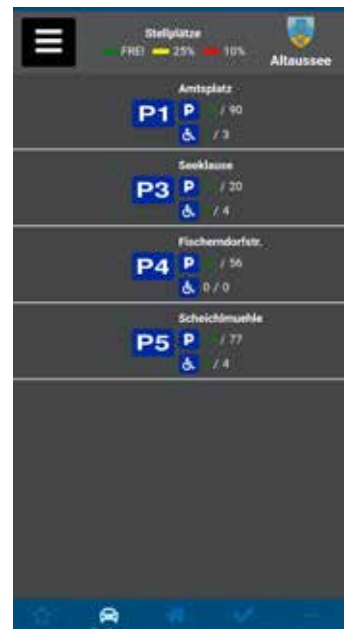 Stellplätze
FREI 25% 10%
Altaussee
Amtsplatz
P1 P / 90
/ 3
Seeklause
P3 P / 20
/ 4
Fischerndorfstr.
P4 P / 56
0 / 0
Scheichlmuehle
P5 P / 77
/ 4